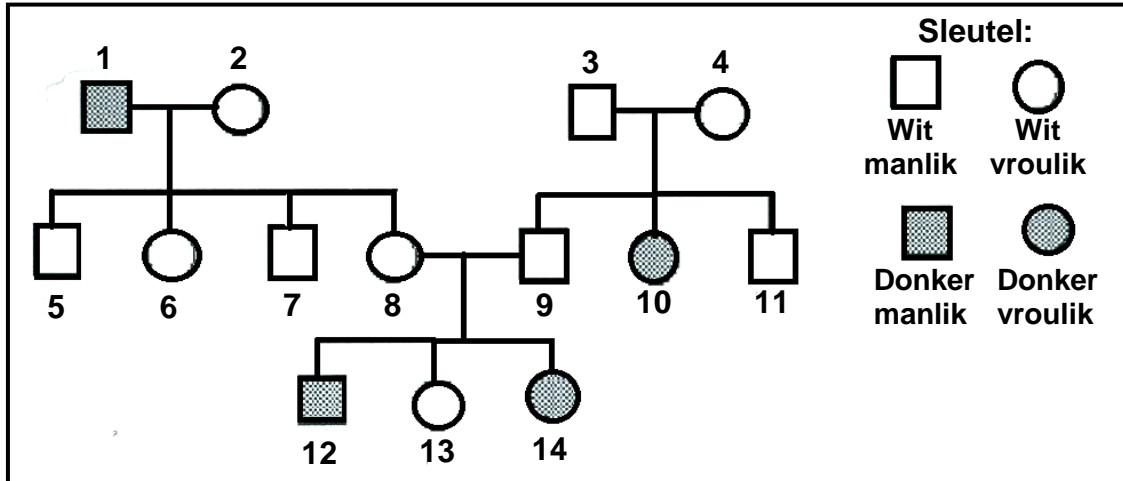 Sleutel:
1 2 3 4
Wit manlik
Wit vroulik
5 6 7 8 9 10 11
Donker manlik
Donker vroulik
12 13 14